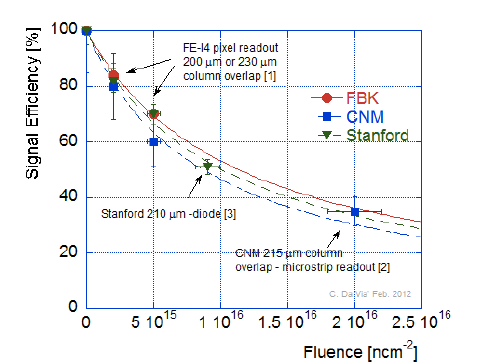 Signal Efficiency [%]
100
80
60
40
20
0
FE-I4 pixel readout
200 µm or 230 µm
column overlap [1]
FBK
CNM
Stanford
Stanford 210 µm -diode [3]
CNM 215 µm column
overlap - microstrip readout [2]
C. Da Via' Feb. 2012
0 5 10¹⁵ 1 10¹⁶ 1.5 10¹⁶ 2 10¹⁶ 2.5 10¹⁶
Fluence [ncm⁻²]